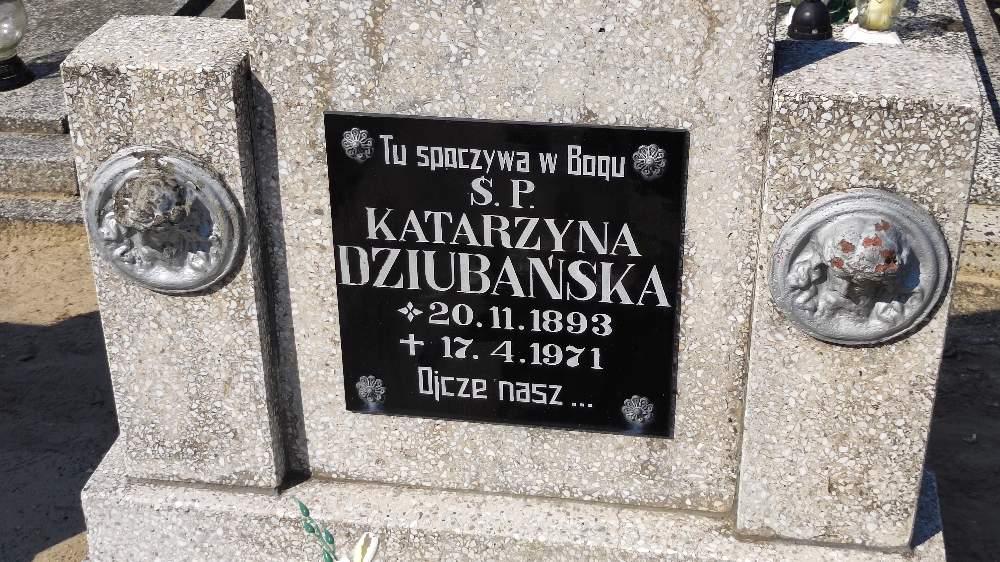 Tu spoczywa w Bogu
Ś. P.
KATARZYNA
DZIUBAŃSKA
✣ 20. 11. 1893
✝ 17. 4. 1971
Ojcze nasz ...